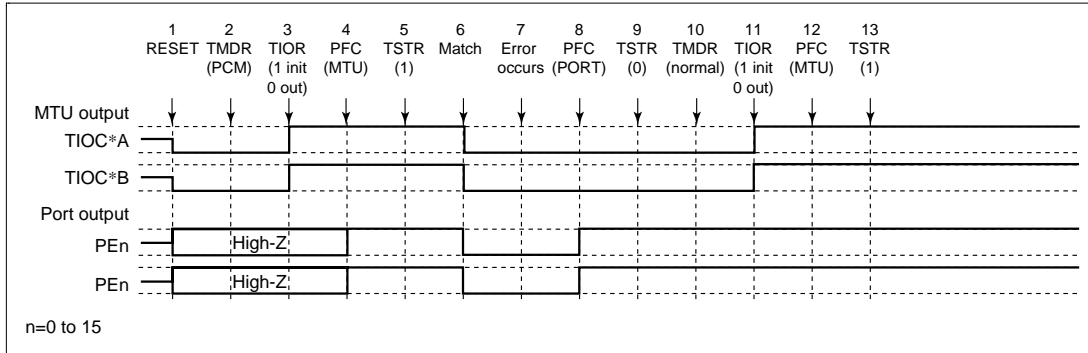 1 2 3 4 5 6 7 8 9 10 11 12 13
RESET TMDR TIOR PFC TSTR Match Error PFC TSTR TMDR TIOR PFC TSTR
(PCM) (1 init (MTU) (1) occurs (PORT) (0) (normal) (1 init (MTU) (1)
0 out) 0 out)
MTU output
TIOC*A
TIOC*B
Port output
PEn High-Z
PEn High-Z
n=0 to 15